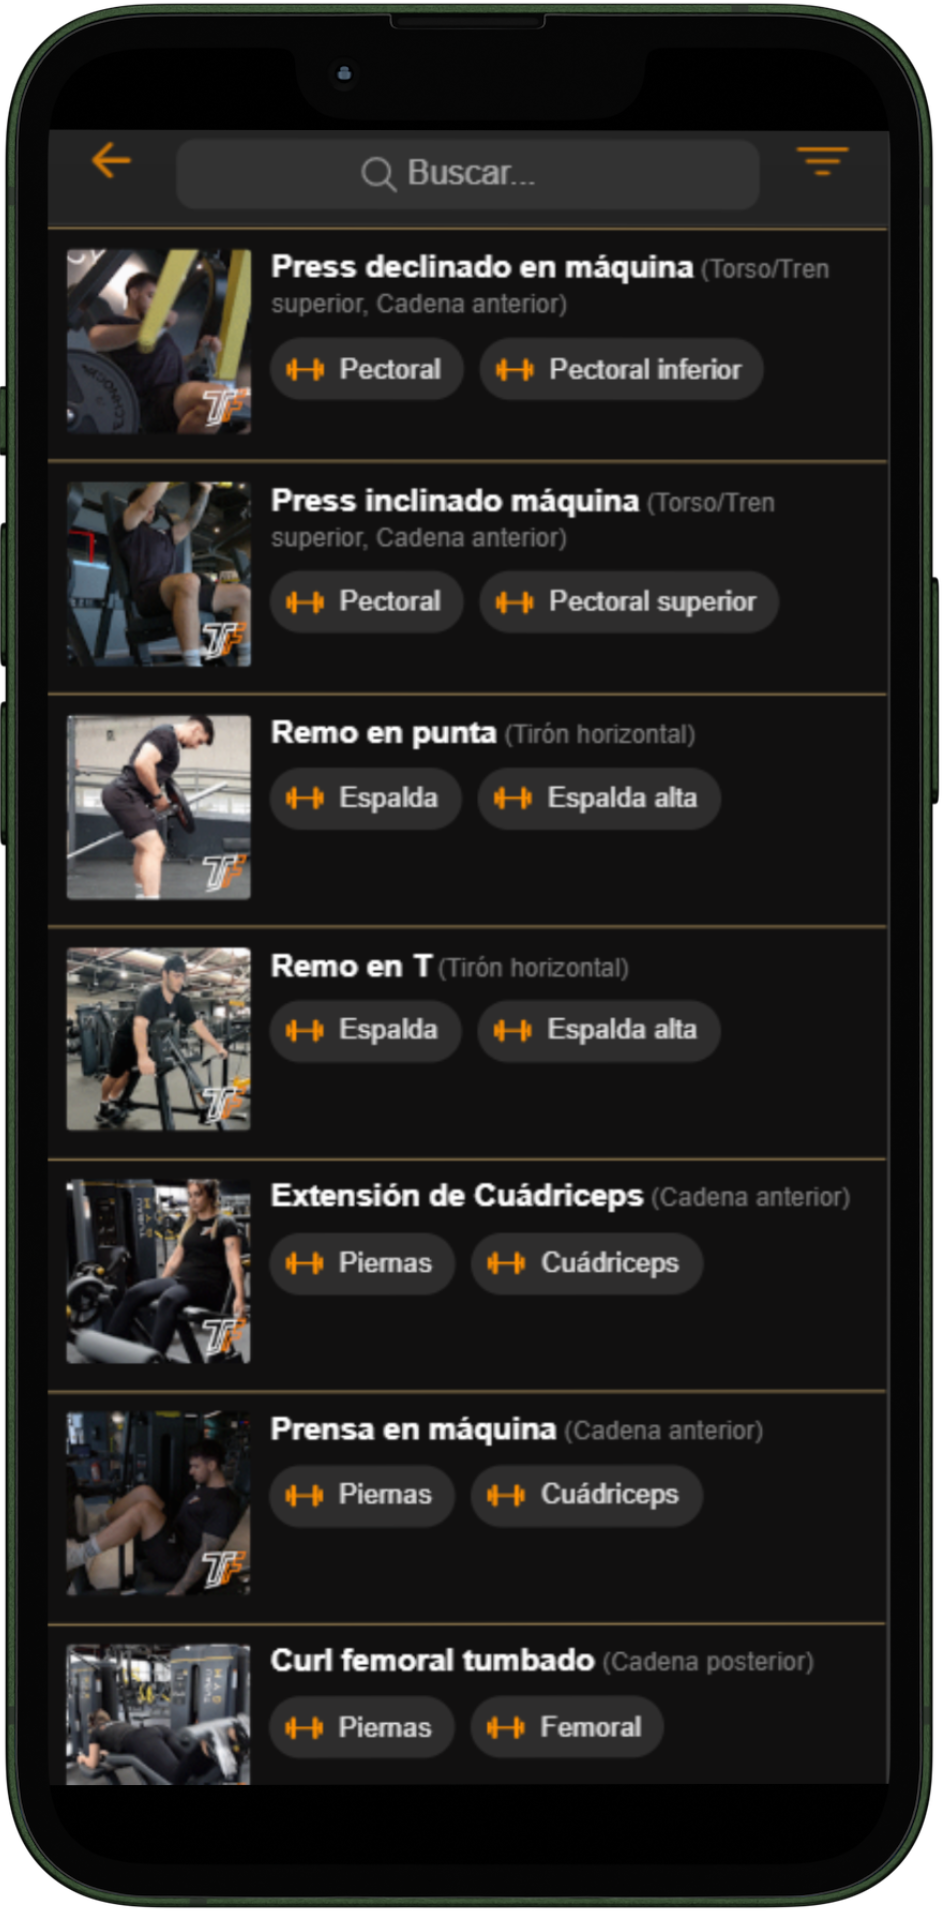 Buscar...
Press declinado en máquina (Torso/Tren
superior, Cadena anterior)
Pectoral Pectoral inferior
Press inclinado máquina (Torso/Tren
superior, Cadena anterior)
Pectoral Pectoral superior
Remo en punta (Tirón horizontal)
Espalda Espalda alta
Remo en T (Tirón horizontal)
Espalda Espalda alta
Extensión de Cuádriceps (Cadena anterior)
Piernas Cuádriceps
Prensa en máquina (Cadena anterior)
Piernas Cuádriceps
Curl femoral tumbado (Cadena posterior)
Piernas Femoral